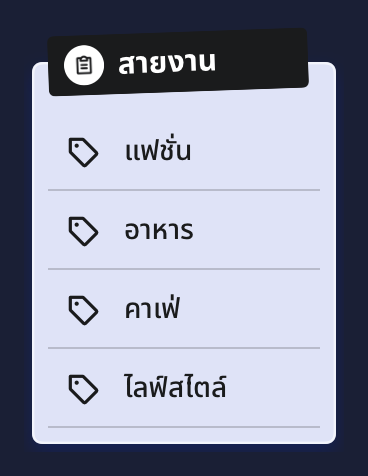 สายงาน
แฟชั่น
อาหาร
คาเฟ่
ไลฟ์สไตล์